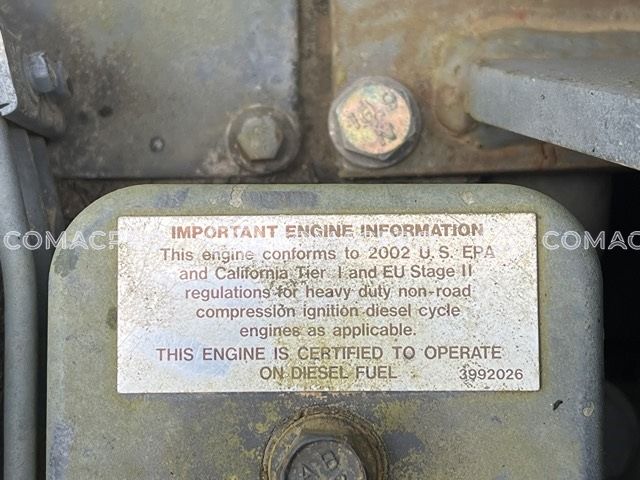 IMPORTANT ENGINE INFORMATION
This engine conforms to 2002 U.S. EPA
and California Tier 1 and EU Stage II
regulations for heavy duty non-road
compression ignition diesel cycle
engines as applicable.
THIS ENGINE IS CERTIFIED TO OPERATE
ON DIESEL FUEL 3992026